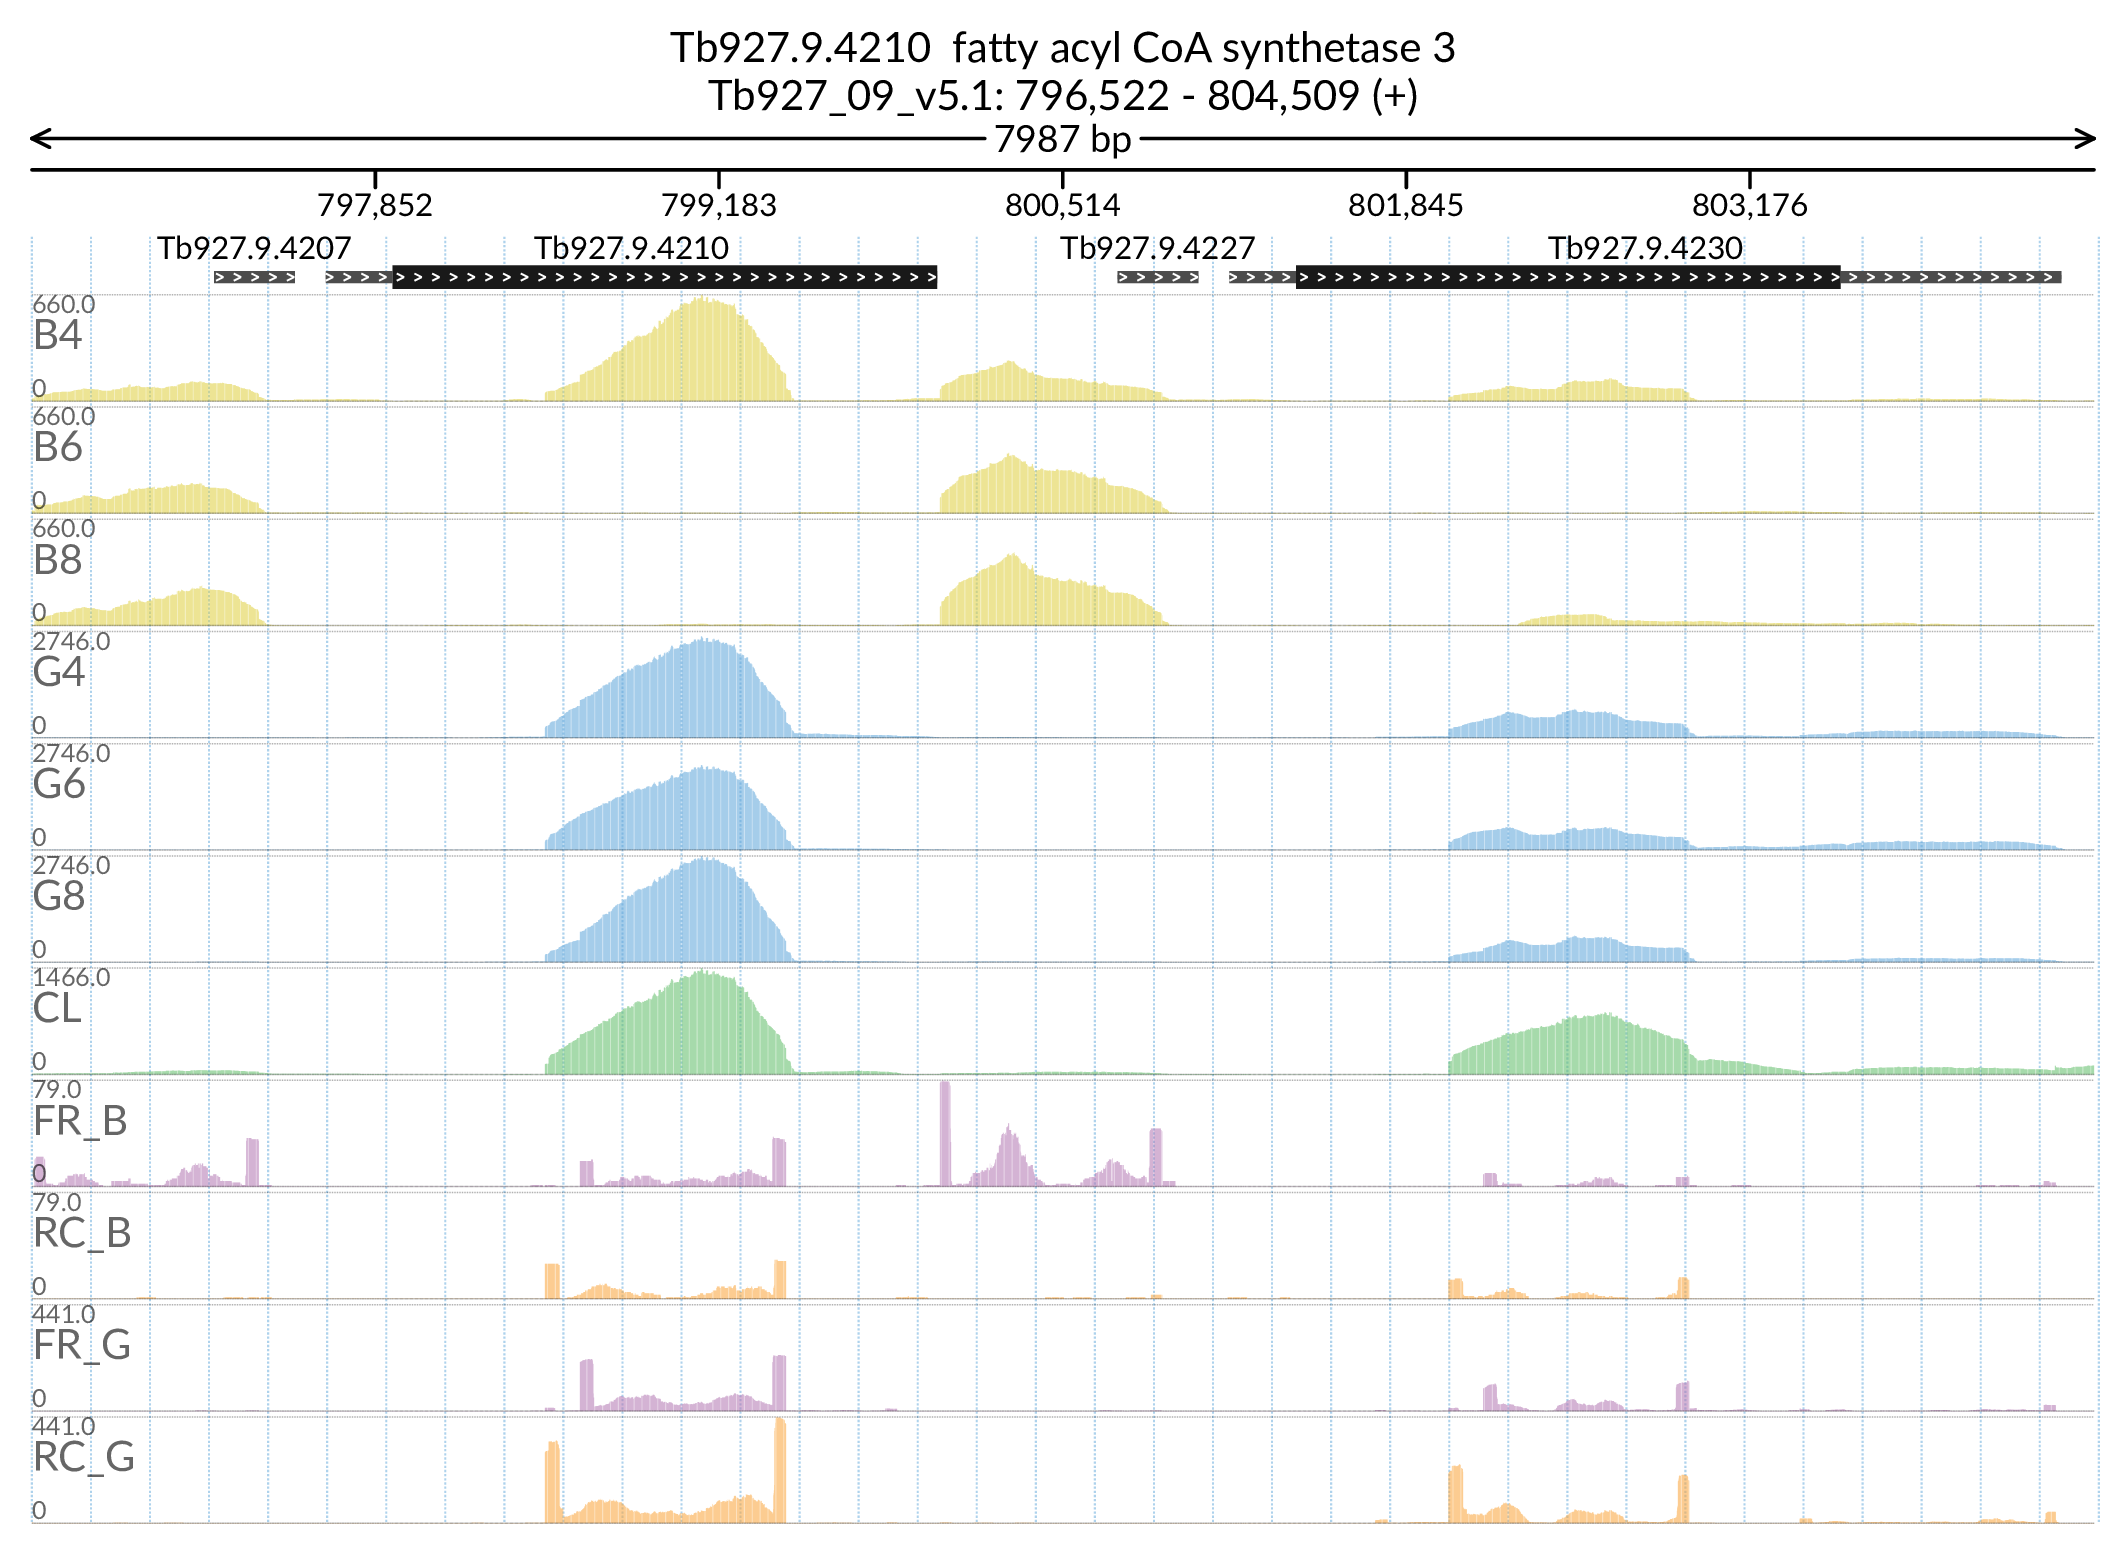 Tb927.9.4210  fatty acyl CoA synthetase 3
Tb927_09_v5.1: 796,522 - 804,509 (+)
7987 bp
797,852 799,183 800,514 801,845 803,176
Tb927.9.4207 Tb927.9.4210 Tb927.9.4227 Tb927.9.4230
660.0
B4
0
660.0
B6
0
660.0
B8
0
2746.0
G4
0
2746.0
G6
0
2746.0
G8
0
1466.0
CL
0
79.0
FR_B
0
79.0
RC_B
0
441.0
FR_G
0
441.0
RC_G
0